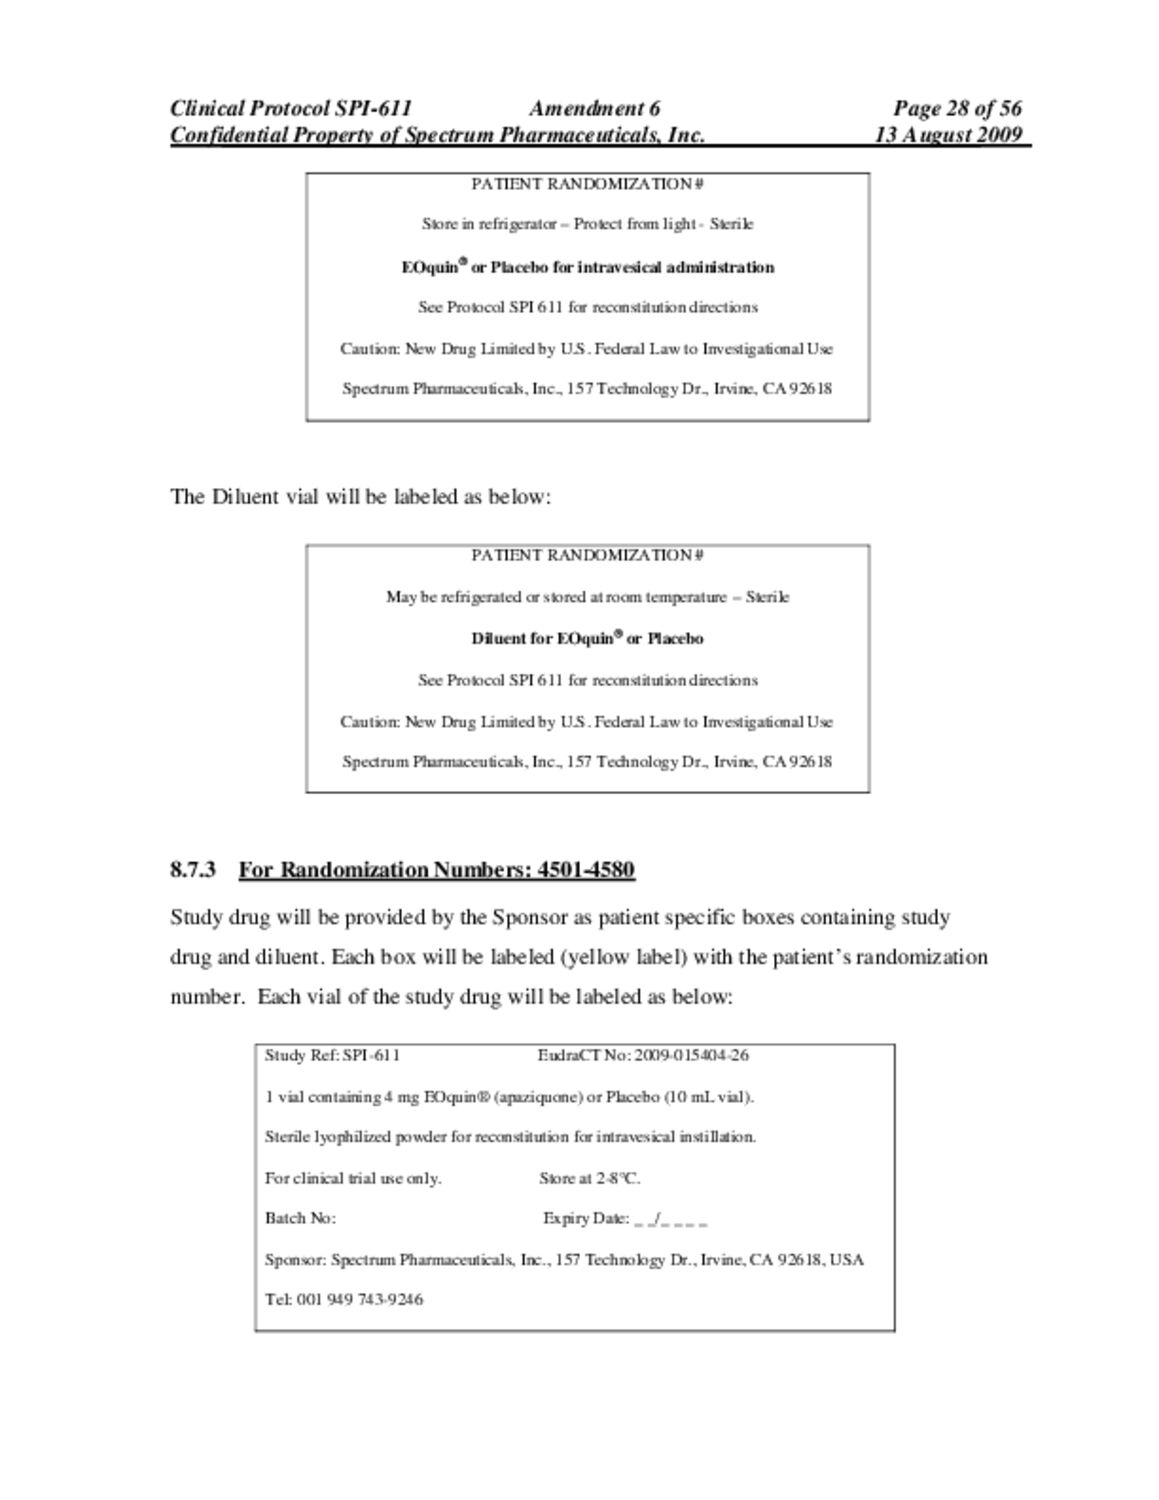 Clinical Protocol SPI-611 Amendment 6 Page 28 of 56
Confidential Property of Spectrum Pharmaceuticals, Inc. 13 August 2009
PATIENT RANDOMIZATION#
Store in refrigerator – Protect from light - Sterile
EOquin® or Placebo for intravesical administration
See Protocol SPI 611 for reconstitution directions
Caution: New Drug Limited by U.S. Federal Law to Investigational Use
Spectrum Pharmaceuticals, Inc., 157 Technology Dr., Irvine, CA 92618
The Diluent vial will be labeled as below:
PATIENT RANDOMIZATION#
May be refrigerated or stored at room temperature – Sterile
Diluent for EOquin® or Placebo
See Protocol SPI 611 for reconstitution directions
Caution: New Drug Limited by U.S. Federal Law to Investigational Use
Spectrum Pharmaceuticals, Inc., 157 Technology Dr., Irvine, CA 92618
8.7.3 For Randomization Numbers: 4501-4580
Study drug will be provided by the Sponsor as patient specific boxes containing study
drug and diluent. Each box will be labeled (yellow label) with the patient's randomization
number. Each vial of the study drug will be labeled as below:
Study Ref: SPI-611 EudraCT No: 2009-015404-26
1 vial containing 4 mg EOquin® (apaziquone) or Placebo (10 mL vial).
Sterile lyophilized powder for reconstitution for intravesical instillation.
For clinical trial use only. Store at 2-8°C.
Batch No: Expiry Date: _ _/_ _ _ _
Sponsor: Spectrum Pharmaceuticals, Inc., 157 Technology Dr., Irvine, CA 92618, USA
Tel: 001 949 743-9246